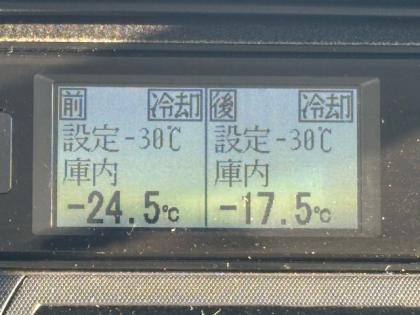 前 冷却 後 冷却
設定-30℃ 設定-30℃
庫内 庫内
-24.5℃ -17.5℃